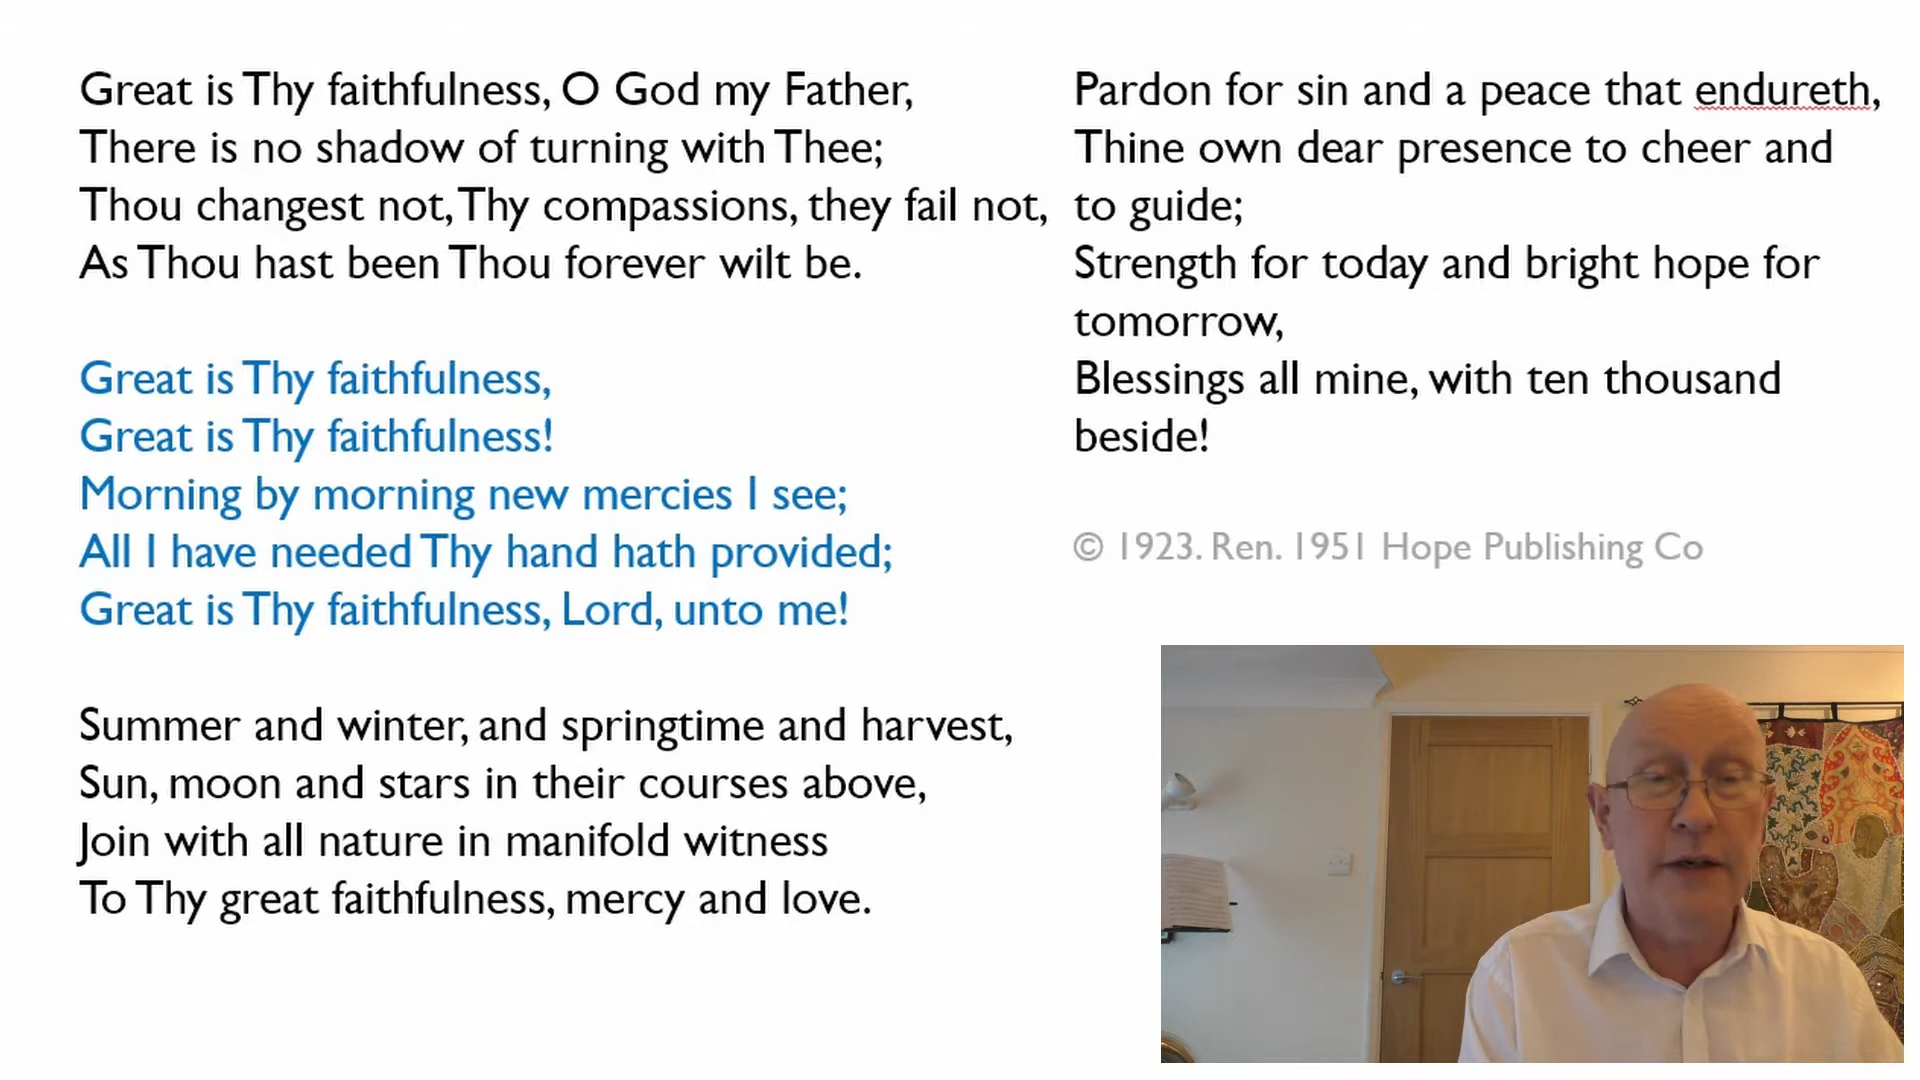 Great is Thy faithfulness, O God my Father,
There is no shadow of turning with Thee;
Thou changest not, Thy compassions, they fail not,
As Thou hast been Thou forever wilt be.
Great is Thy faithfulness,
Great is Thy faithfulness!
Morning by morning new mercies I see;
All I have needed Thy hand hath provided;
Great is Thy faithfulness, Lord, unto me!
Summer and winter, and springtime and harvest,
Sun, moon and stars in their courses above,
Join with all nature in manifold witness
To Thy great faithfulness, mercy and love.
Pardon for sin and a peace that endureth,
Thine own dear presence to cheer and
to guide;
Strength for today and bright hope for
tomorrow,
Blessings all mine, with ten thousand
beside!
© 1923. Ren. 1951 Hope Publishing Co